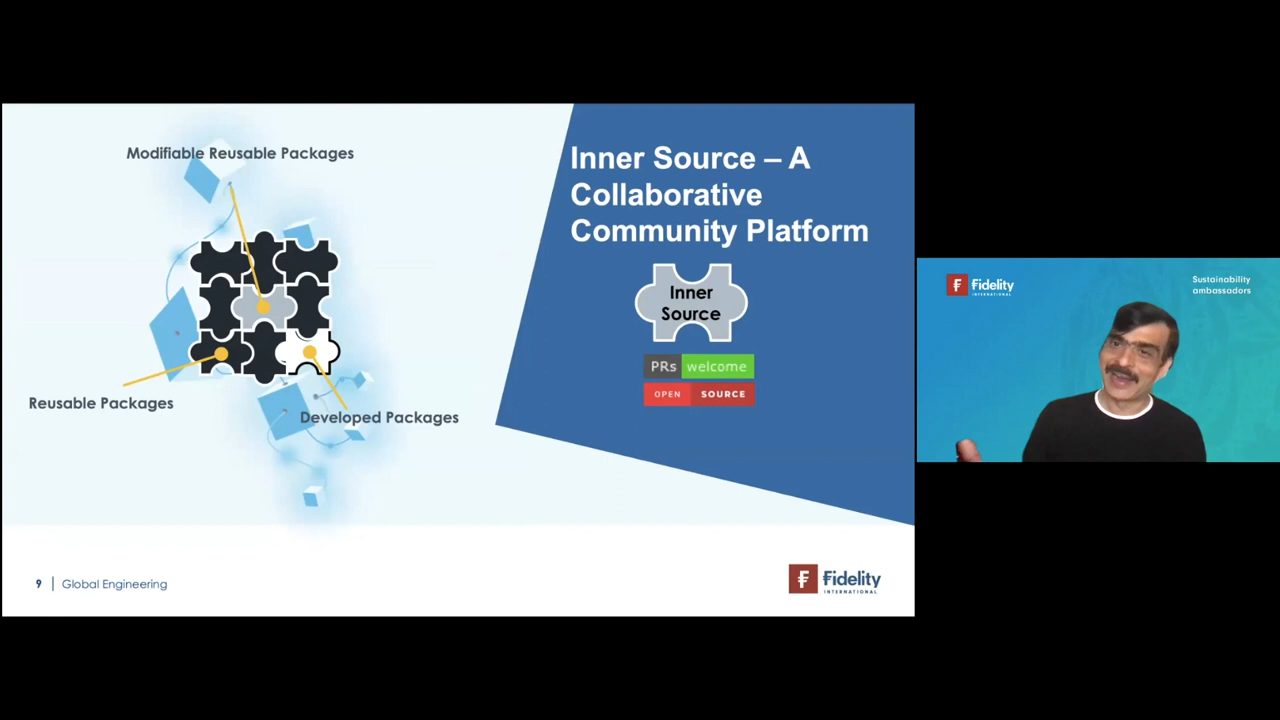 Modifiable Reusable Packages
Reusable Packages
Developed Packages
Inner Source – A
Collaborative
Community Platform
Inner
Source
PRs welcome
OPEN SOURCE
9 | Global Engineering
Fidelity
INTERNATIONAL
Fidelity
INTERNATIONAL
Sustainability
ambassadors